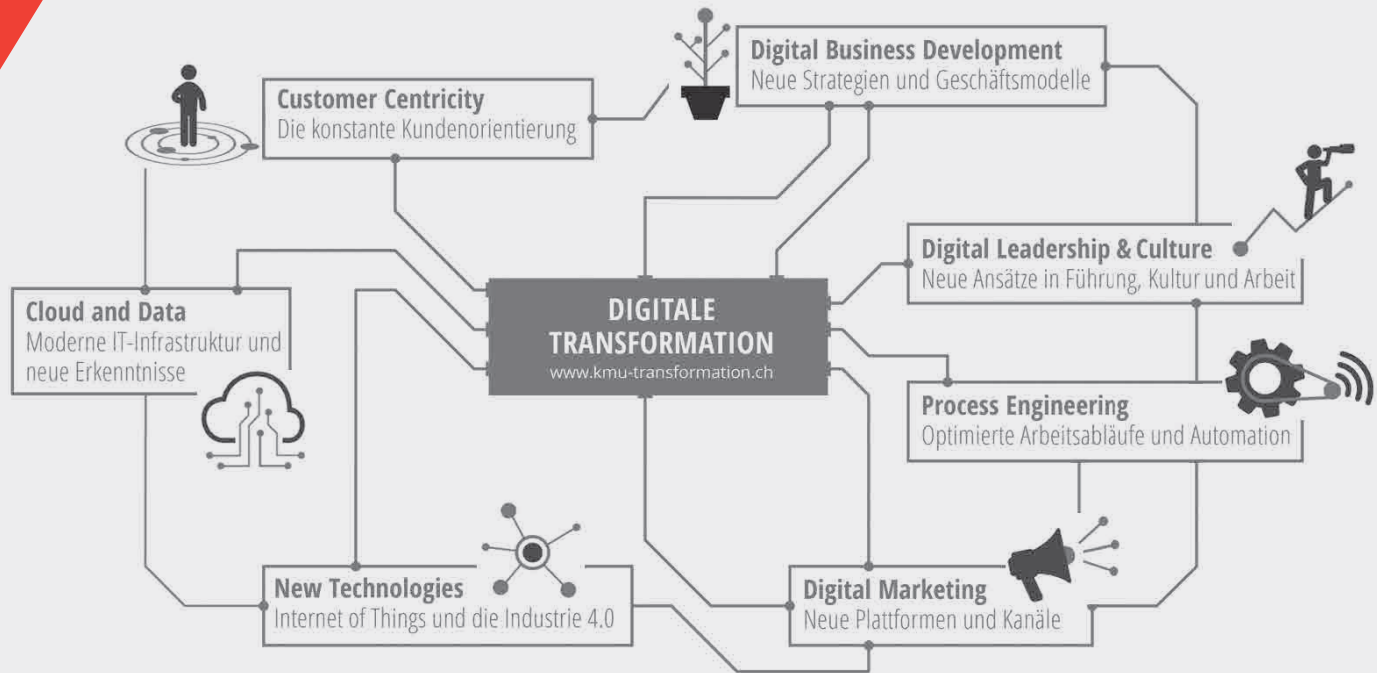 Digital Business Development
Neue Strategien und Geschäftsmodelle
Customer Centricity
Die konstante Kundenorientierung
Digital Leadership & Culture
Neue Ansätze in Führung, Kultur und Arbeit
Cloud and Data
Moderne IT-Infrastruktur und
neue Erkenntnisse
DIGITALE
TRANSFORMATION
www.kmu-transformation.ch
Process Engineering
Optimierte Arbeitsabläufe und Automation
New Technologies
Internet of Things und die Industrie 4.0
Digital Marketing
Neue Plattformen und Kanäle